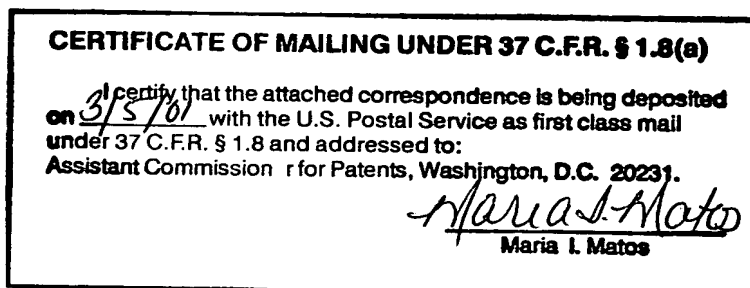 CERTIFICATE OF MAILING UNDER 37 C.F.R. § 1.8(a)
I certify that the attached correspondence is being deposited
on 3/5/01 with the U.S. Postal Service as first class mail
under 37 C.F.R. § 1.8 and addressed to:
Assistant Commission r for Patents, Washington, D.C. 20231.
Maria I. Matos
Maria I. Matos